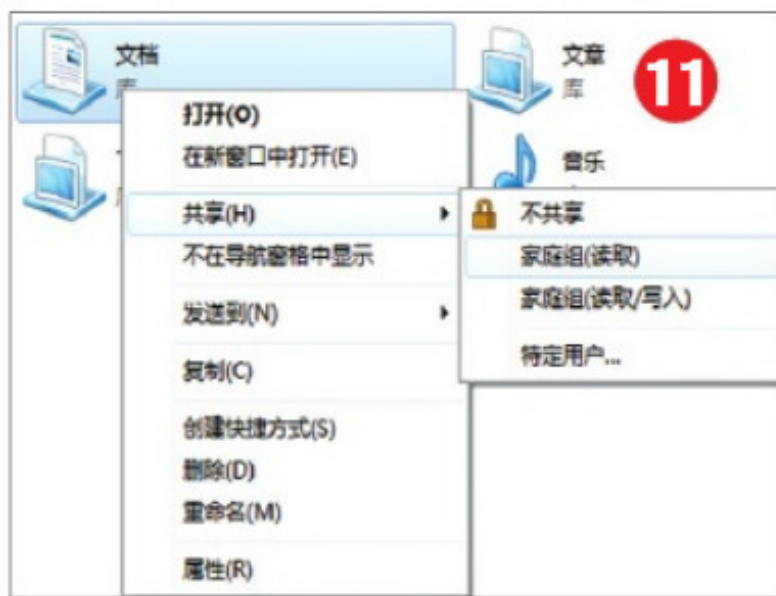 文档
库
文章
库
11
音乐
打开(O)
在新窗口中打开(E)
共享(H)
不在导航窗格中显示
发送到(N)
复制(C)
创建快捷方式(S)
删除(D)
重命名(M)
属性(R)
不共享
家庭组(读取)
家庭组(读取/写入)
特定用户...